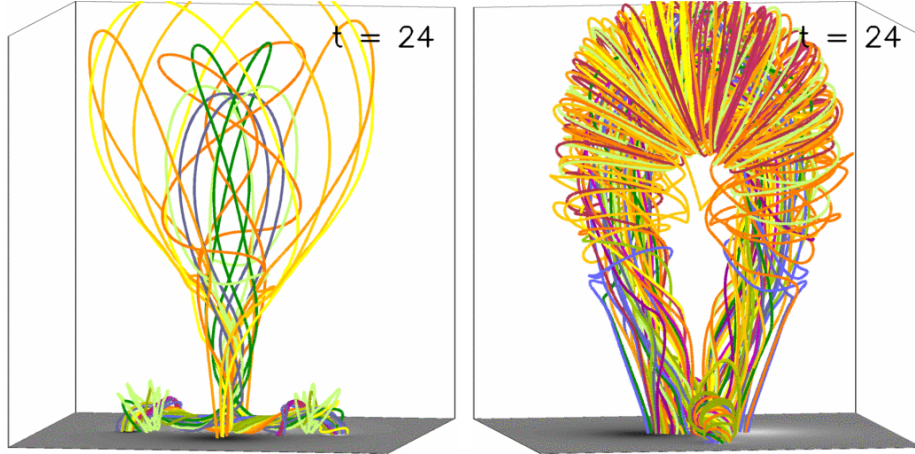 t = 24
t = 24